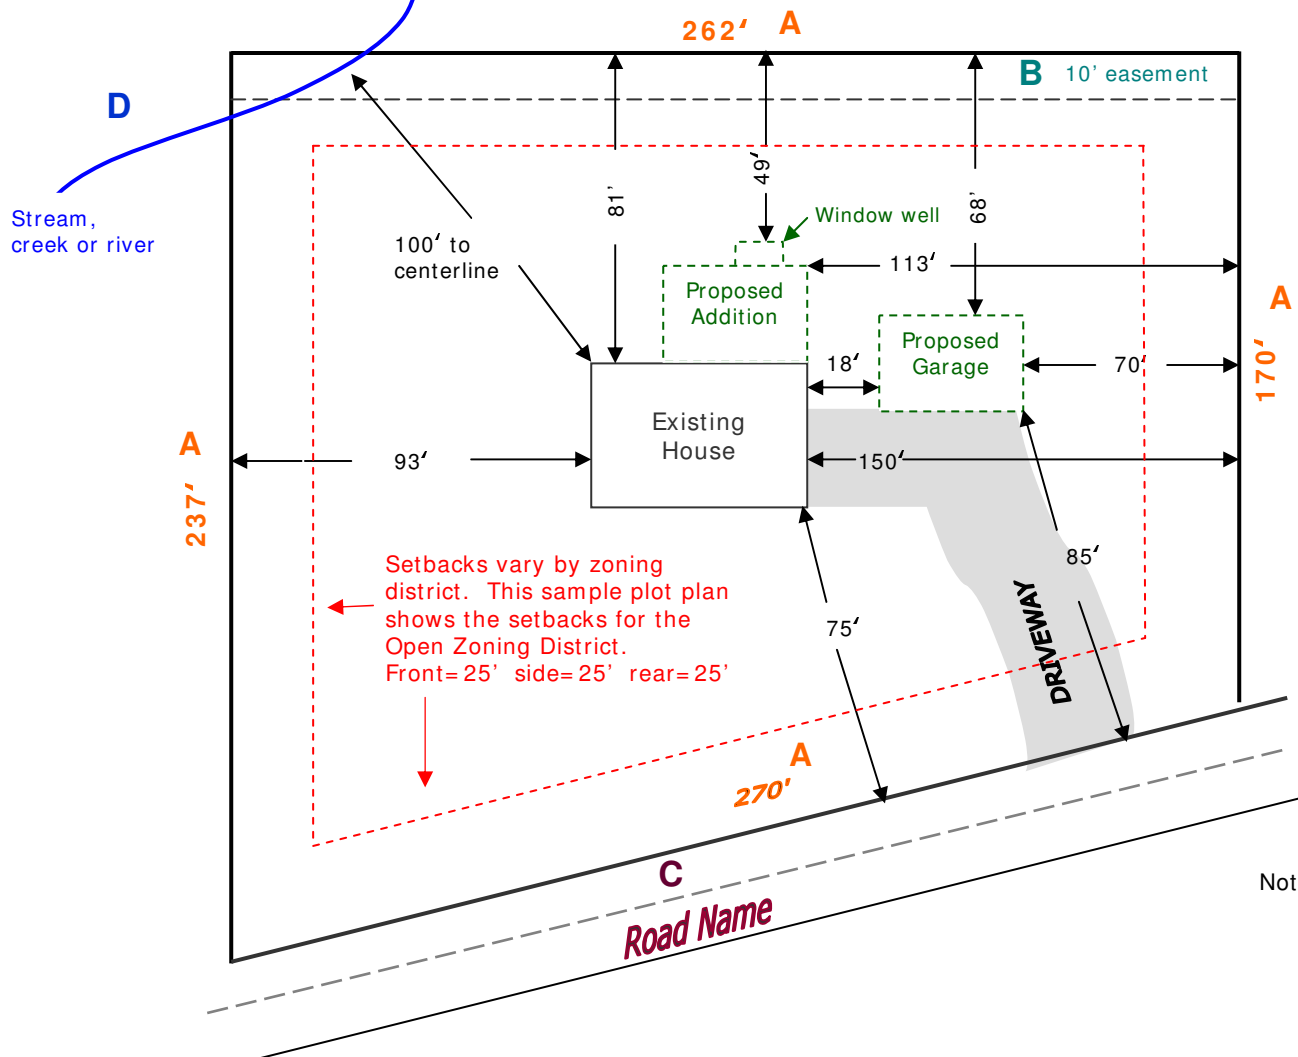 262‘ A
B 10’ easement
D
Stream,
creek or river
81’
49‘
68’
Window well
100‘ to
centerline
113‘
Proposed
Addition
Proposed
Garage
A
170‘
18‘
70‘
Existing
House
A
237‘
93‘
150‘
Setbacks vary by zoning
district. This sample plot plan
shows the setbacks for the
Open Zoning District.
Front=25’ side=25’ rear=25’
85‘
75‘
DRIVEWAY
A
270‘
C
Road Name
Not